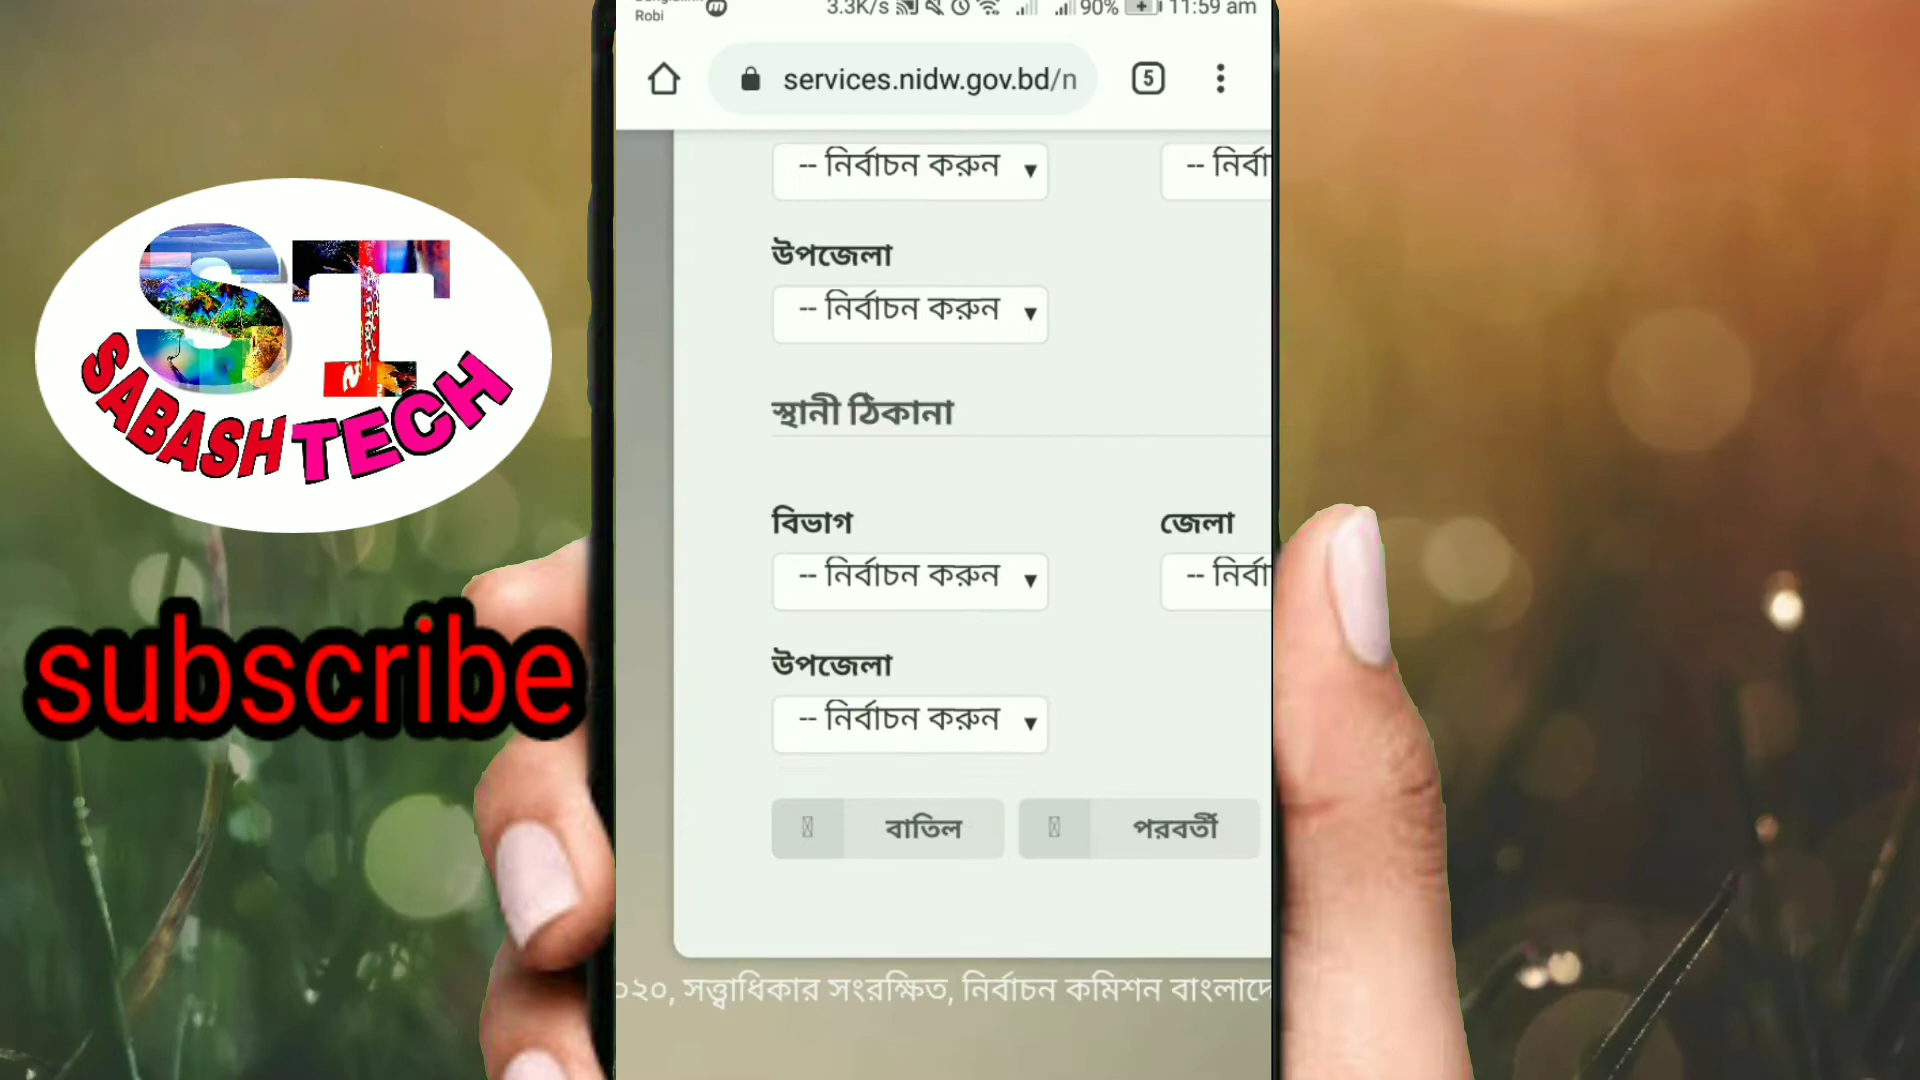 Robi
3.3K/s 90% 11:59 am
services.nidw.gov.bd/n 5
-- নির্বাচন করুন -- নির্বা
উপজেলা
-- নির্বাচন করুন
স্থানী ঠিকানা
বিভাগ জেলা
-- নির্বাচন করুন -- নির্বা
উপজেলা
-- নির্বাচন করুন
বাতিল পরবর্তী
০২০, সত্ত্বাধিকার সংরক্ষিত, নির্বাচন কমিশন
ST
SABASH TECH
subscribe